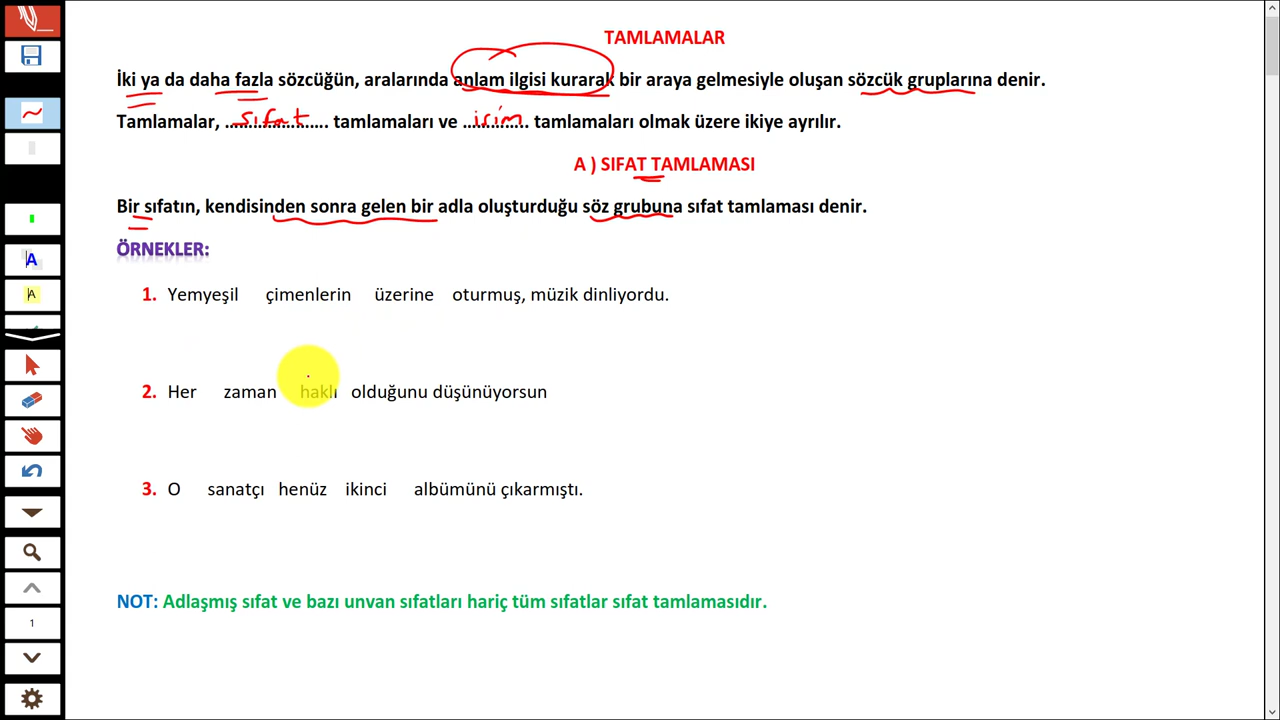 TAMLAMALAR
İki ya da daha fazla sözcüğün, aralarında anlam ilgisi kurarak bir araya gelmesiyle oluşan sözcük gruplarına denir.
Tamlamalar, ......sıfat...... tamlamaları ve ...isim... tamlamaları olmak üzere ikiye ayrılır.
A ) SIFAT TAMLAMASI
Bir sıfatın, kendisinden sonra gelen bir adla oluşturduğu söz grubuna sıfat tamlaması denir.
ÖRNEKLER:
1. Yemyeşil çimenlerin üzerine oturmuş, müzik dinliyordu.
2. Her zaman haklı olduğunu düşünüyorsun
3. O sanatçı henüz ikinci albümünü çıkarmıştı.
NOT: Adlaşmış sıfat ve bazı unvan sıfatları hariç tüm sıfatlar sıfat tamlamasıdır.
A
A
1